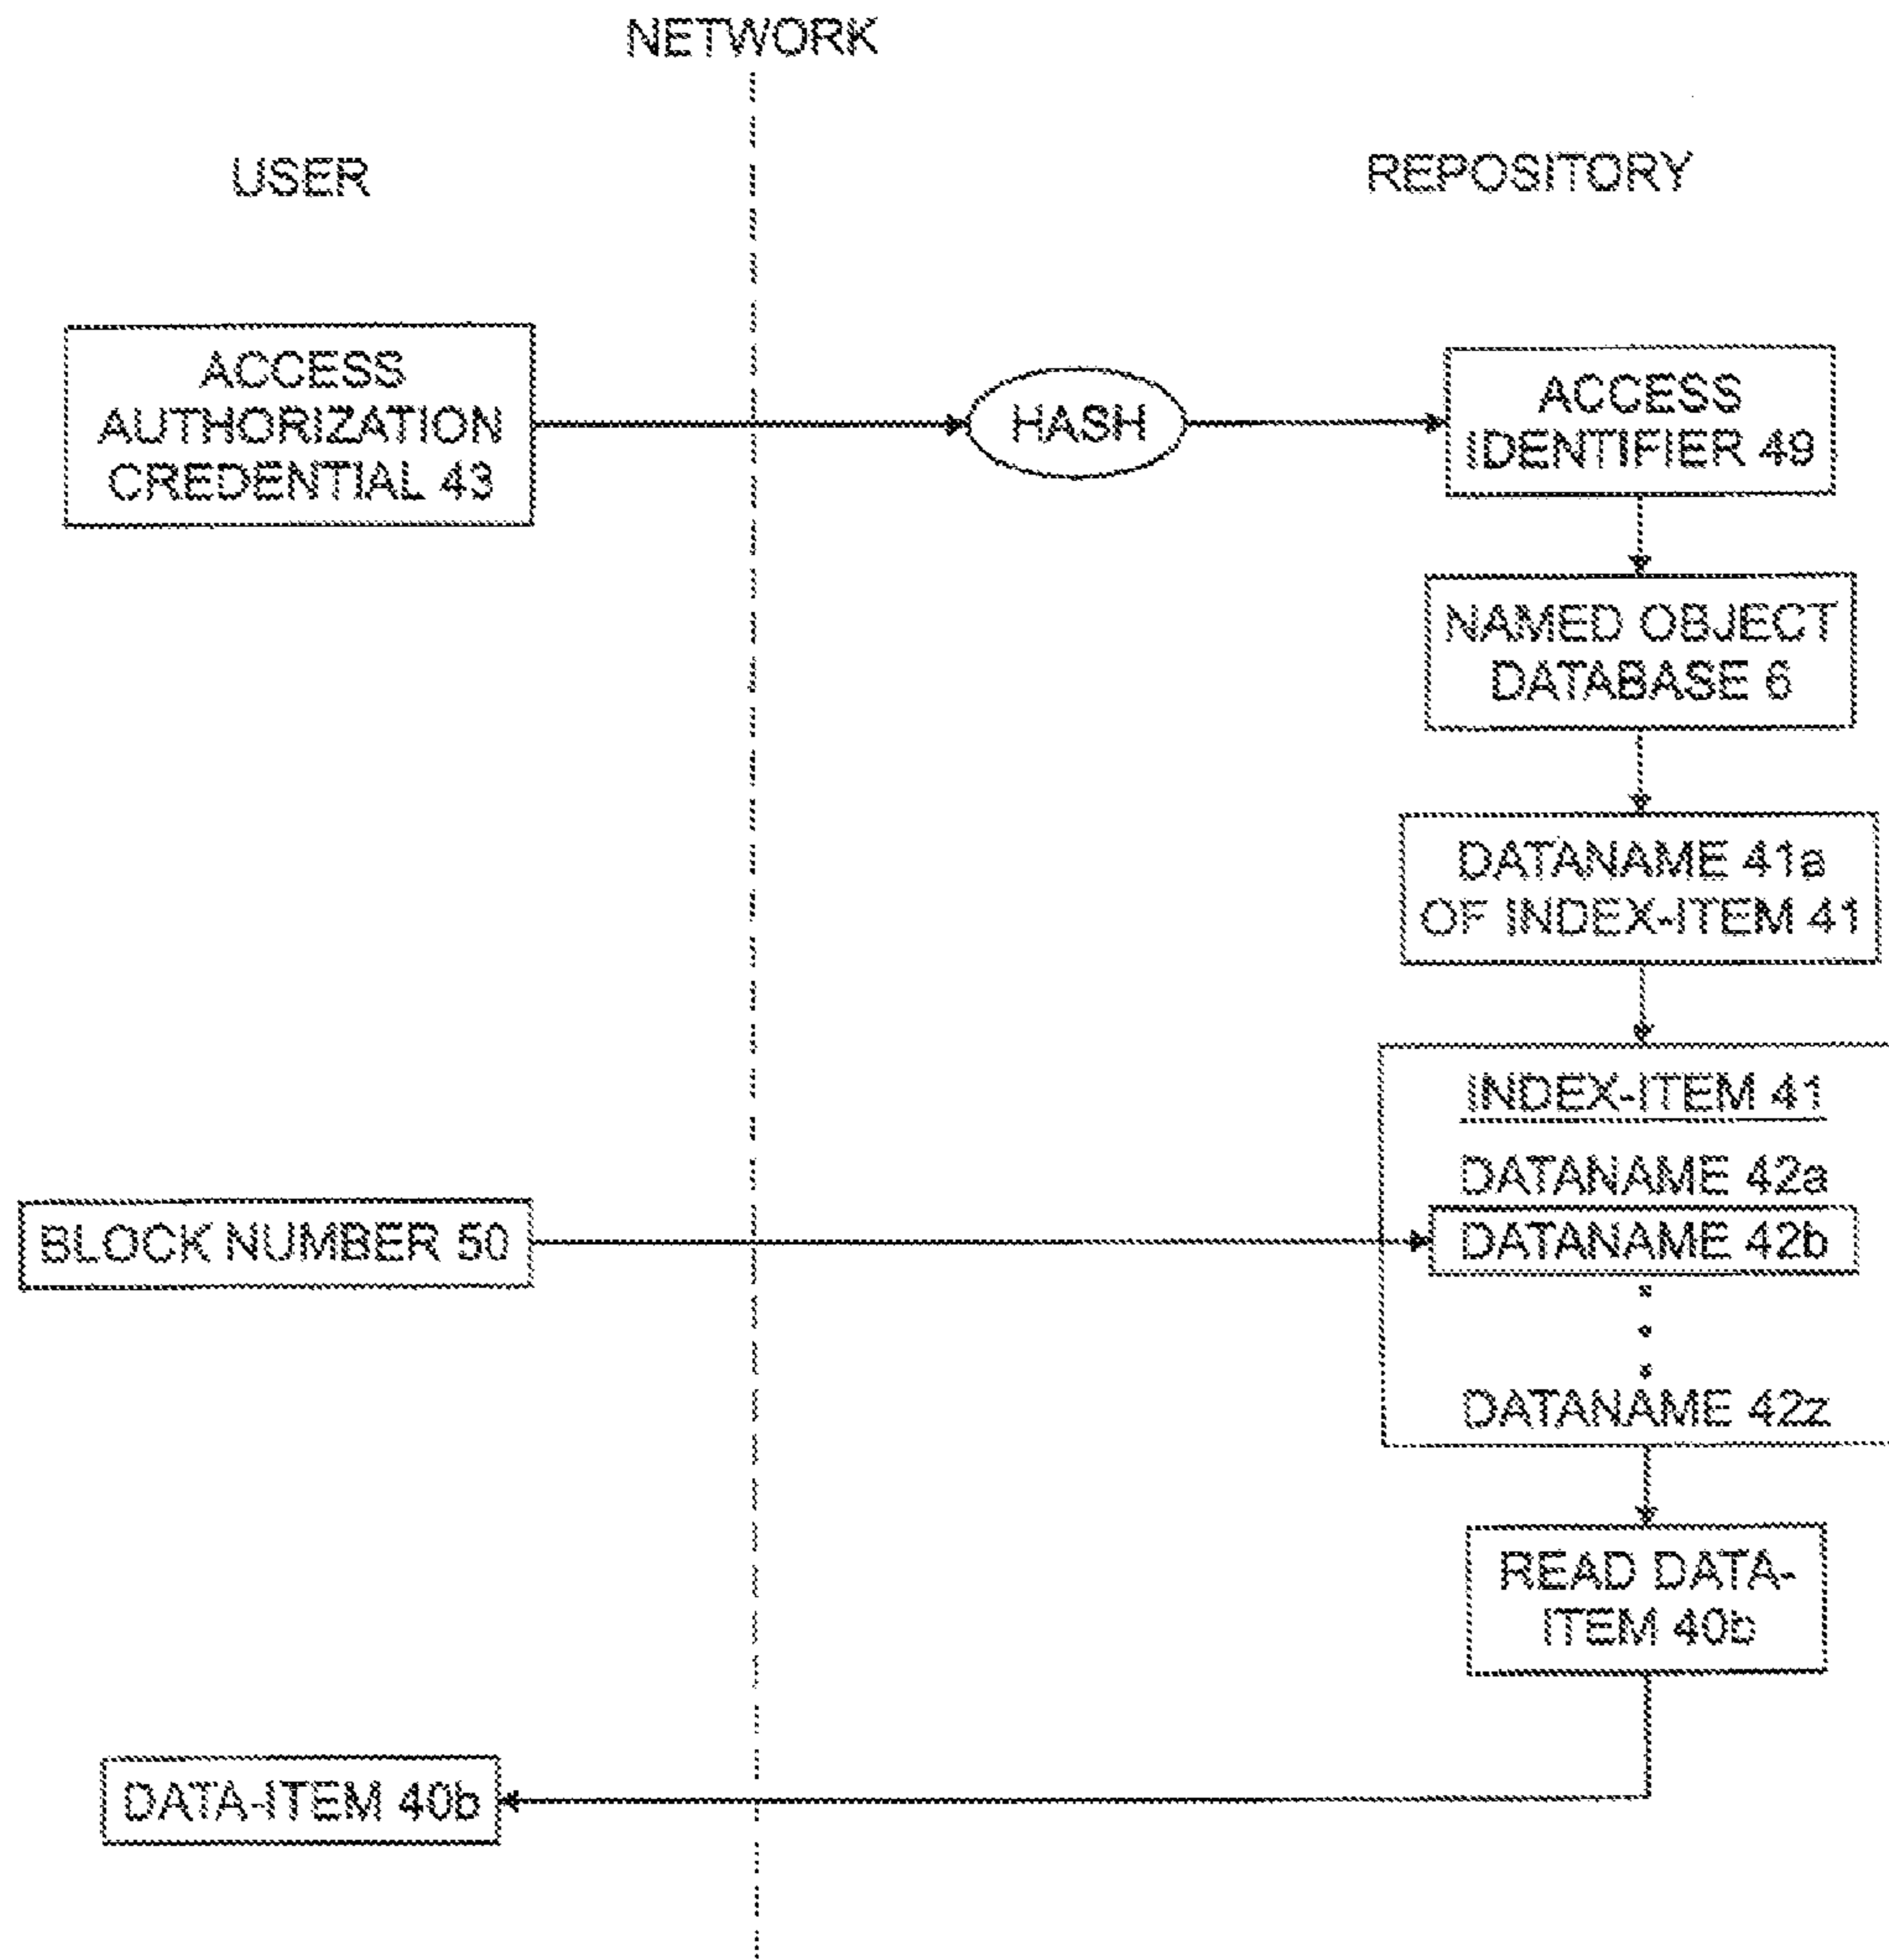 NETWORK
USER
REPOSITORY
ACCESS
AUTHORIZATION
CREDENTIAL 43
HASH
ACCESS
IDENTIFIER 49
NAMED OBJECT
DATABASE 6
DATANAME 41a
OF INDEX-ITEM 41
INDEX-ITEM 41
DATANAME 42a
BLOCK NUMBER 50
DATANAME 42b
DATANAME 42z
READ DATA-
ITEM 40b
DATA-ITEM 40b